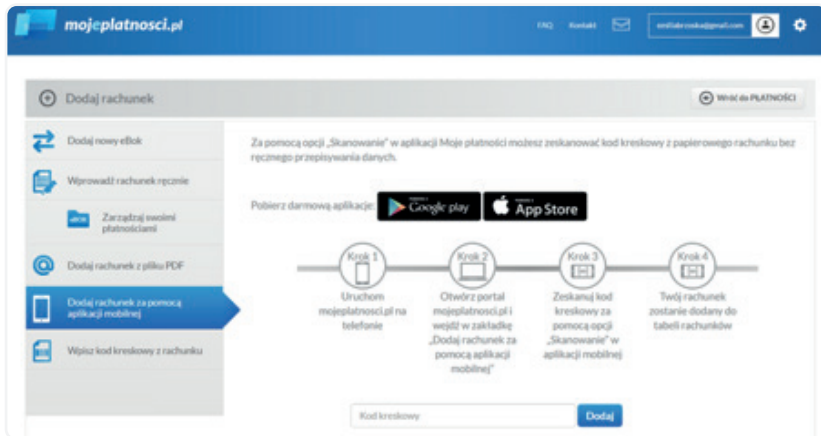 mojeplatnosci.pl
FAQ Kontakt
Dodaj rachunek
Wróć do PŁATNOŚCI
Dodaj nowy eBok
Wprowadź rachunek ręcznie
Zarządzaj swoimi
płatnościami
Dodaj rachunek z pliku PDF
Dodaj rachunek za pomocą
aplikacji mobilnej
Wpisz kod kreskowy z rachunku
Za pomocą opcji „Skanowanie” w aplikacji Moje płatności możesz zeskanować kod kreskowy z papierowego rachunku bez
ręcznego przepisywania danych.
Pobierz darmową aplikacje:
Google play
App Store
Krok 1
Uruchom
mojeplatnosci.pl na
telefonie
Krok 2
Otwórz portal
mojeplatnosci.pl i
wejdź w zakładkę
„Dodaj rachunek za
pomocą aplikacji
mobilnej”
Krok 3
Zeskanuj kod
kreskowy za
pomocą opcji
„Skanowanie” w
aplikacji mobilnej
Krok 4
Twój rachunek
zostanie dodany do
tabeli rachunków
Kod kreskowy
Dodaj